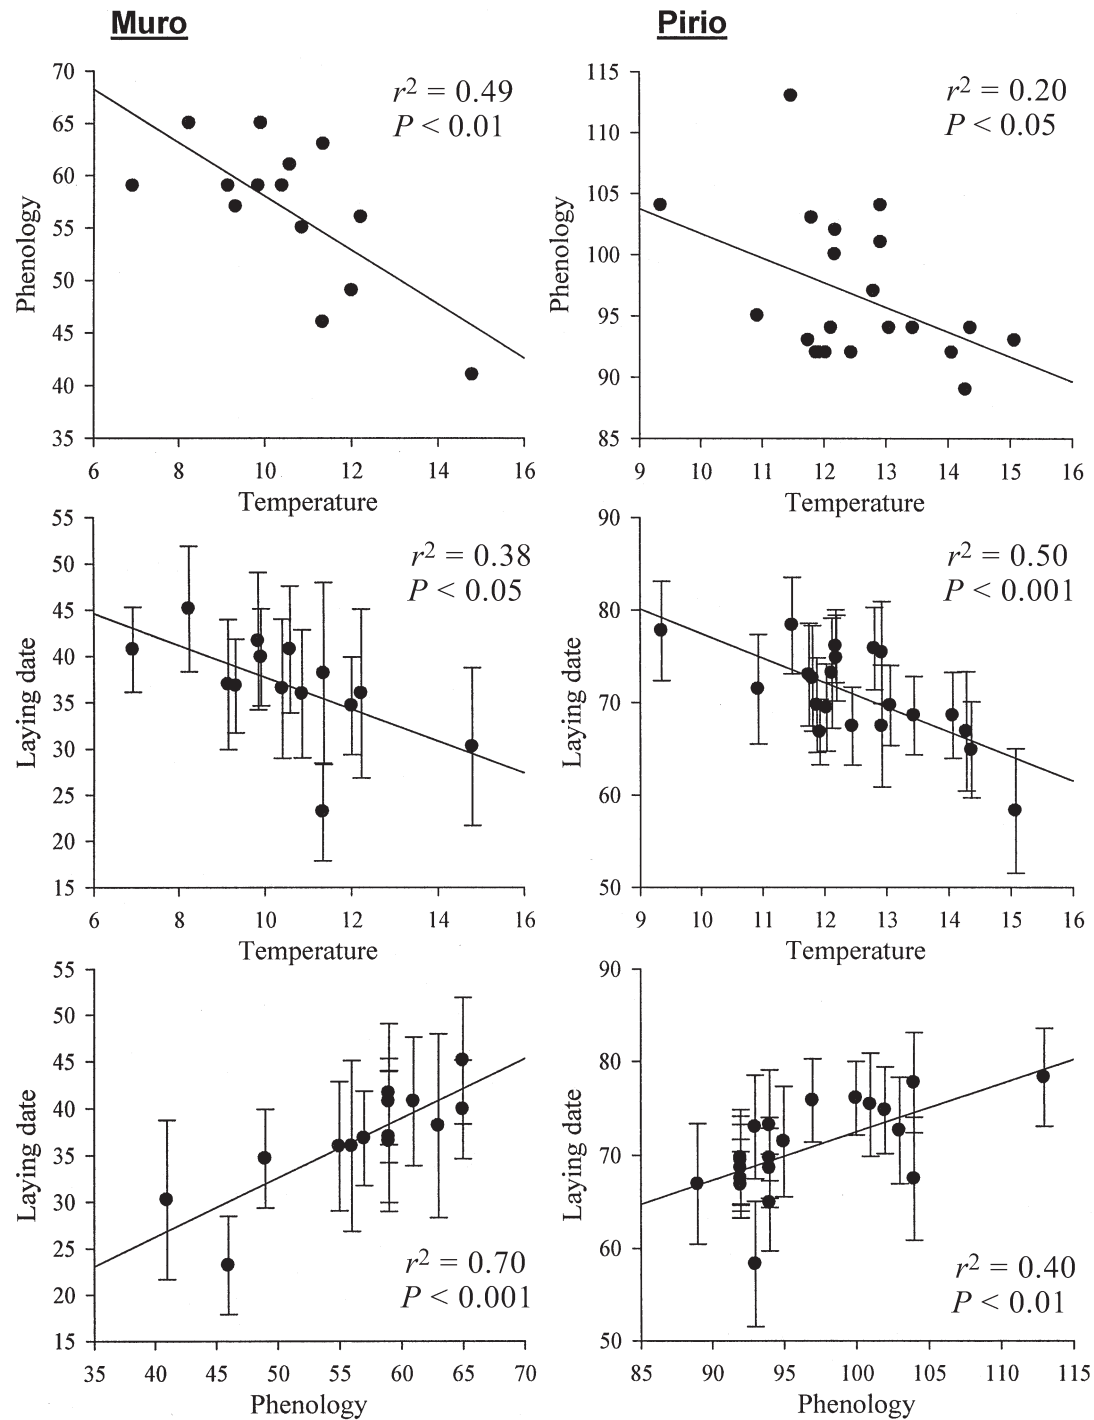 Muro
Pirio
r2 = 0.49
P < 0.01
70
65
60
55
50
45
40
35
Phenology
6 8 10 12 14 16
Temperature
r2 = 0.20
P < 0.05
115
110
105
100
95
90
85
Phenology
9 10 11 12 13 14 15 16
Temperature
r2 = 0.38
P < 0.05
55
50
45
40
35
30
25
20
15
Laying date
6 8 10 12 14 16
Temperature
r2 = 0.50
P < 0.001
90
80
70
60
50
Laying date
9 10 11 12 13 14 15 16
Temperature
55
50
45
40
35
30
25
20
15
Laying date
r2 = 0.70
P < 0.001
35 40 45 50 55 60 65 70
Phenology
90
80
70
60
50
Laying date
r2 = 0.40
P < 0.01
85 90 95 100 105 110 115
Phenology